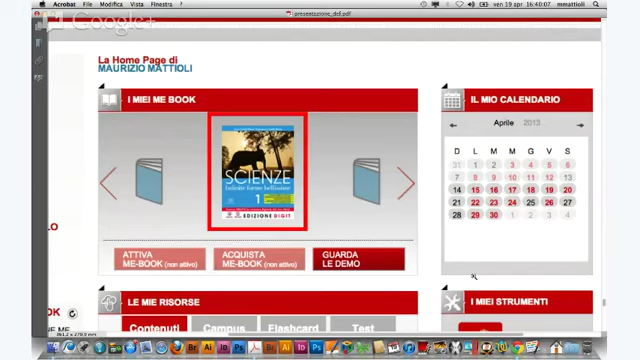 Acrobat File Modifica Vista Finestra ? ven 19 apr 16:40:07 mmattioli
presentazione_def.pdf
Google+
La Home Page di
MAURIZIO MATTIOLI
I MIEI ME BOOK
SCIENZE
1
EDIZIONE DIGIT
ATTIVA
ME-BOOK (non attivo)
ACQUISTA
ME-BOOK (non attivo)
GUARDA
LE DEMO
IL MIO CALENDARIO
Aprile 2013
D L M M G V S
31 1 2 3 4 5 6
7 8 9 10 11 12 13
14 15 16 17 18 19 20
21 22 23 24 25 26 27
28 29 30 1 2 3 4
LE MIE RISORSE
Contenuti Campus Flashcard Test
I MIEI STRUMENTI